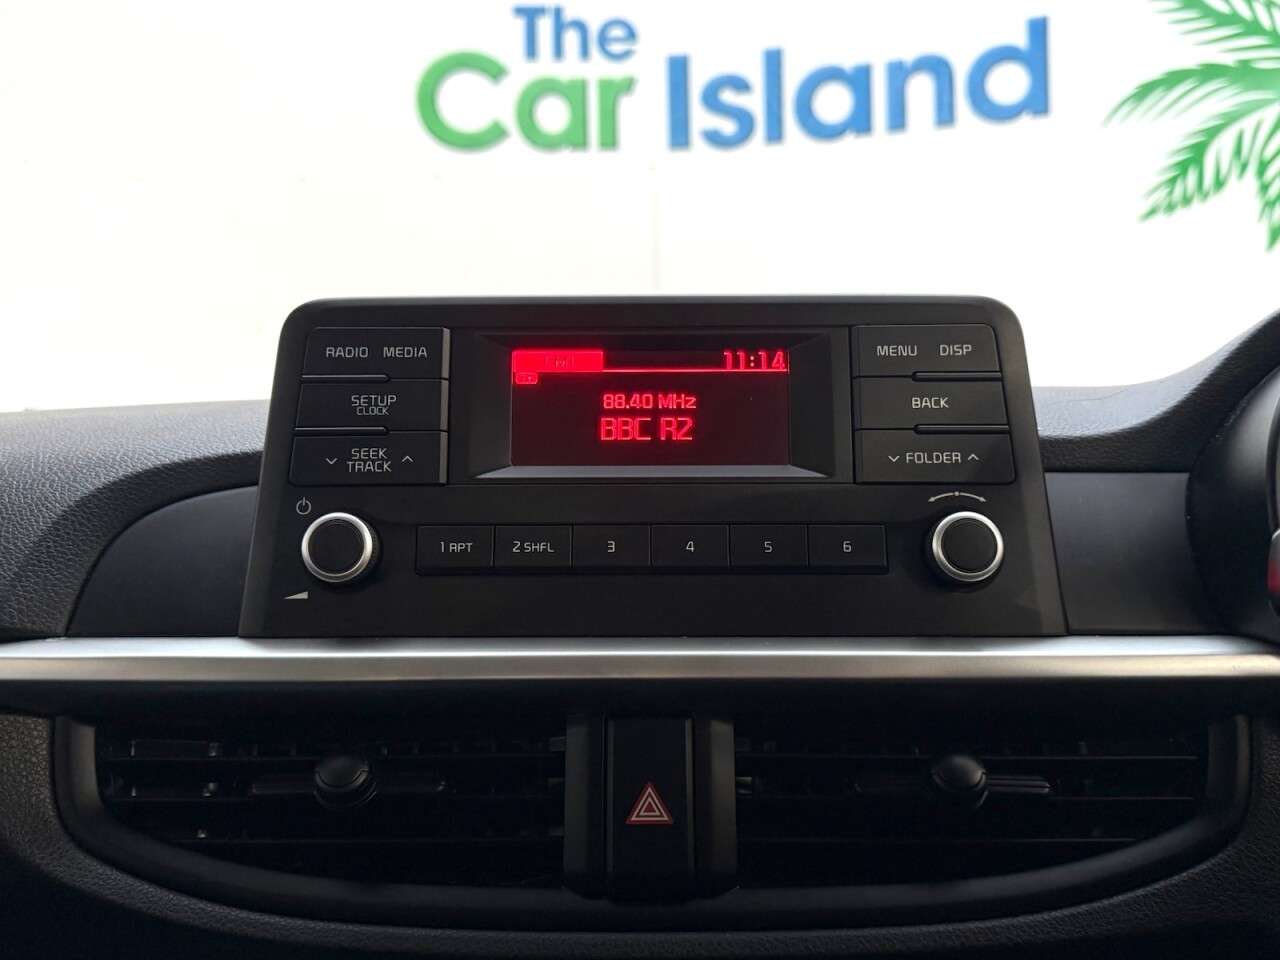 The
Car Island
RADIO MEDIA
11:14
MENU DISP
SETUP
CLOCK
88.40 MHz
BBC R2
BACK
SEEK
TRACK
FOLDER
1 RPT 2 SHFL 3 4 5 6